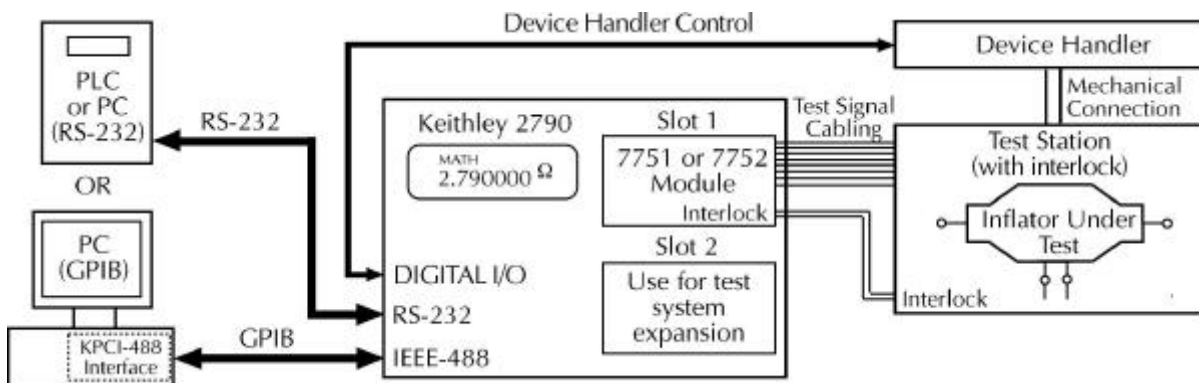 Device Handler Control
Device Handler
Mechanical
Connection
PLC
or PC
(RS-232)
RS-232
OR
PC
(GPIB)
KPCI-488
Interface
GPIB
Keithley 2790
MATH
2.790000 Ω
DIGITAL I/O
RS-232
IEEE-488
Slot 1
7751 or 7752
Module
Interlock
Slot 2
Use for test
system
expansion
Test Signal
Cabling
Test Station
(with interlock)
Inflator Under
Test
Interlock